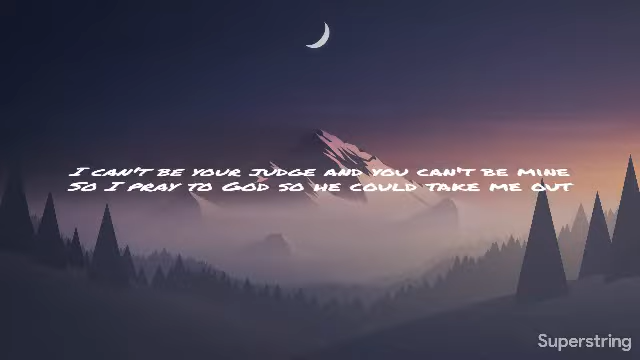 I can't be your judge and you can't be mine
So I pray to God so he could take me out
Superstring